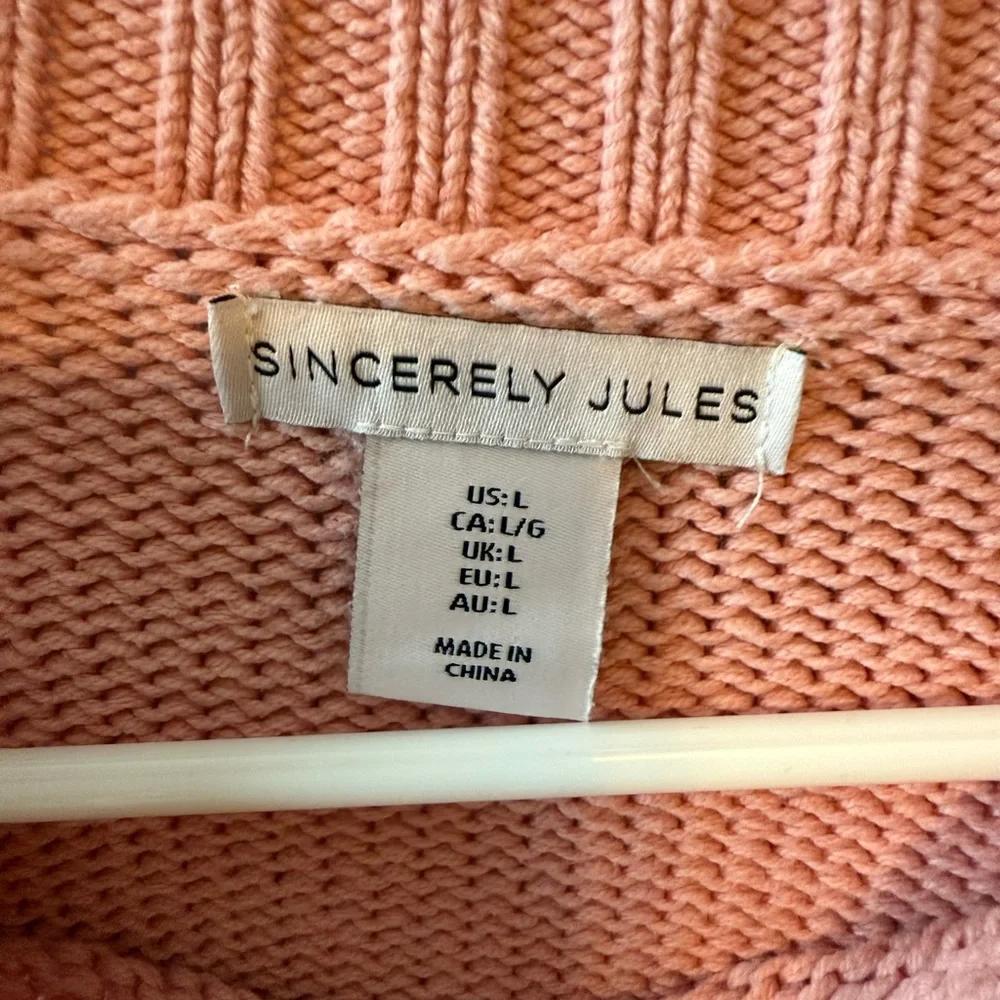 SINCERELY JULES
US: L
CA: L/G
UK: L
EU: L
AU: L
MADE IN
CHINA